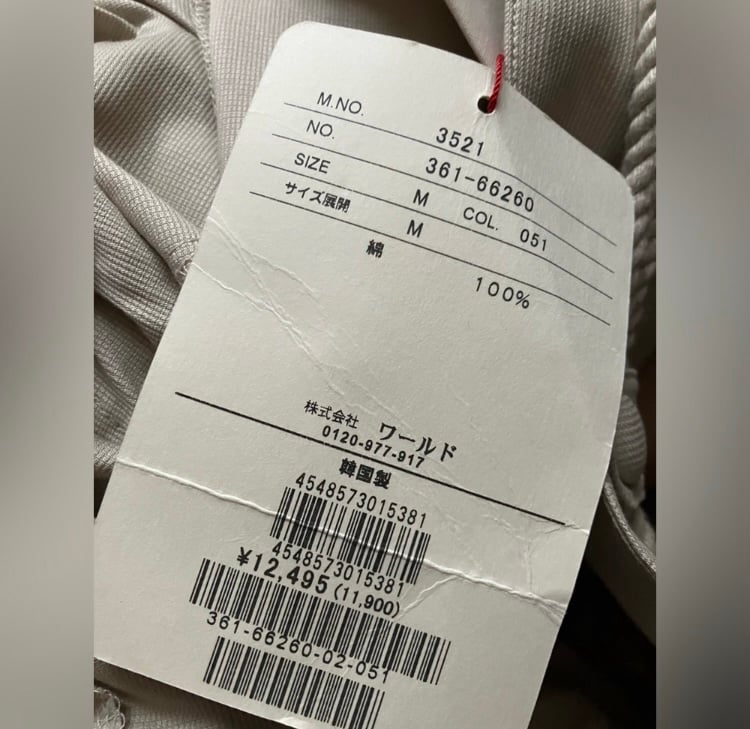 M.NO. 3521
NO. 361-66260
SIZE M COL. 051
サイズ展開 M
綿 100%
株式会社 ワールド
0120-977-917
韓国製
4548573015381
4548573015381
¥12,495(11,900)
361-66260-02-051